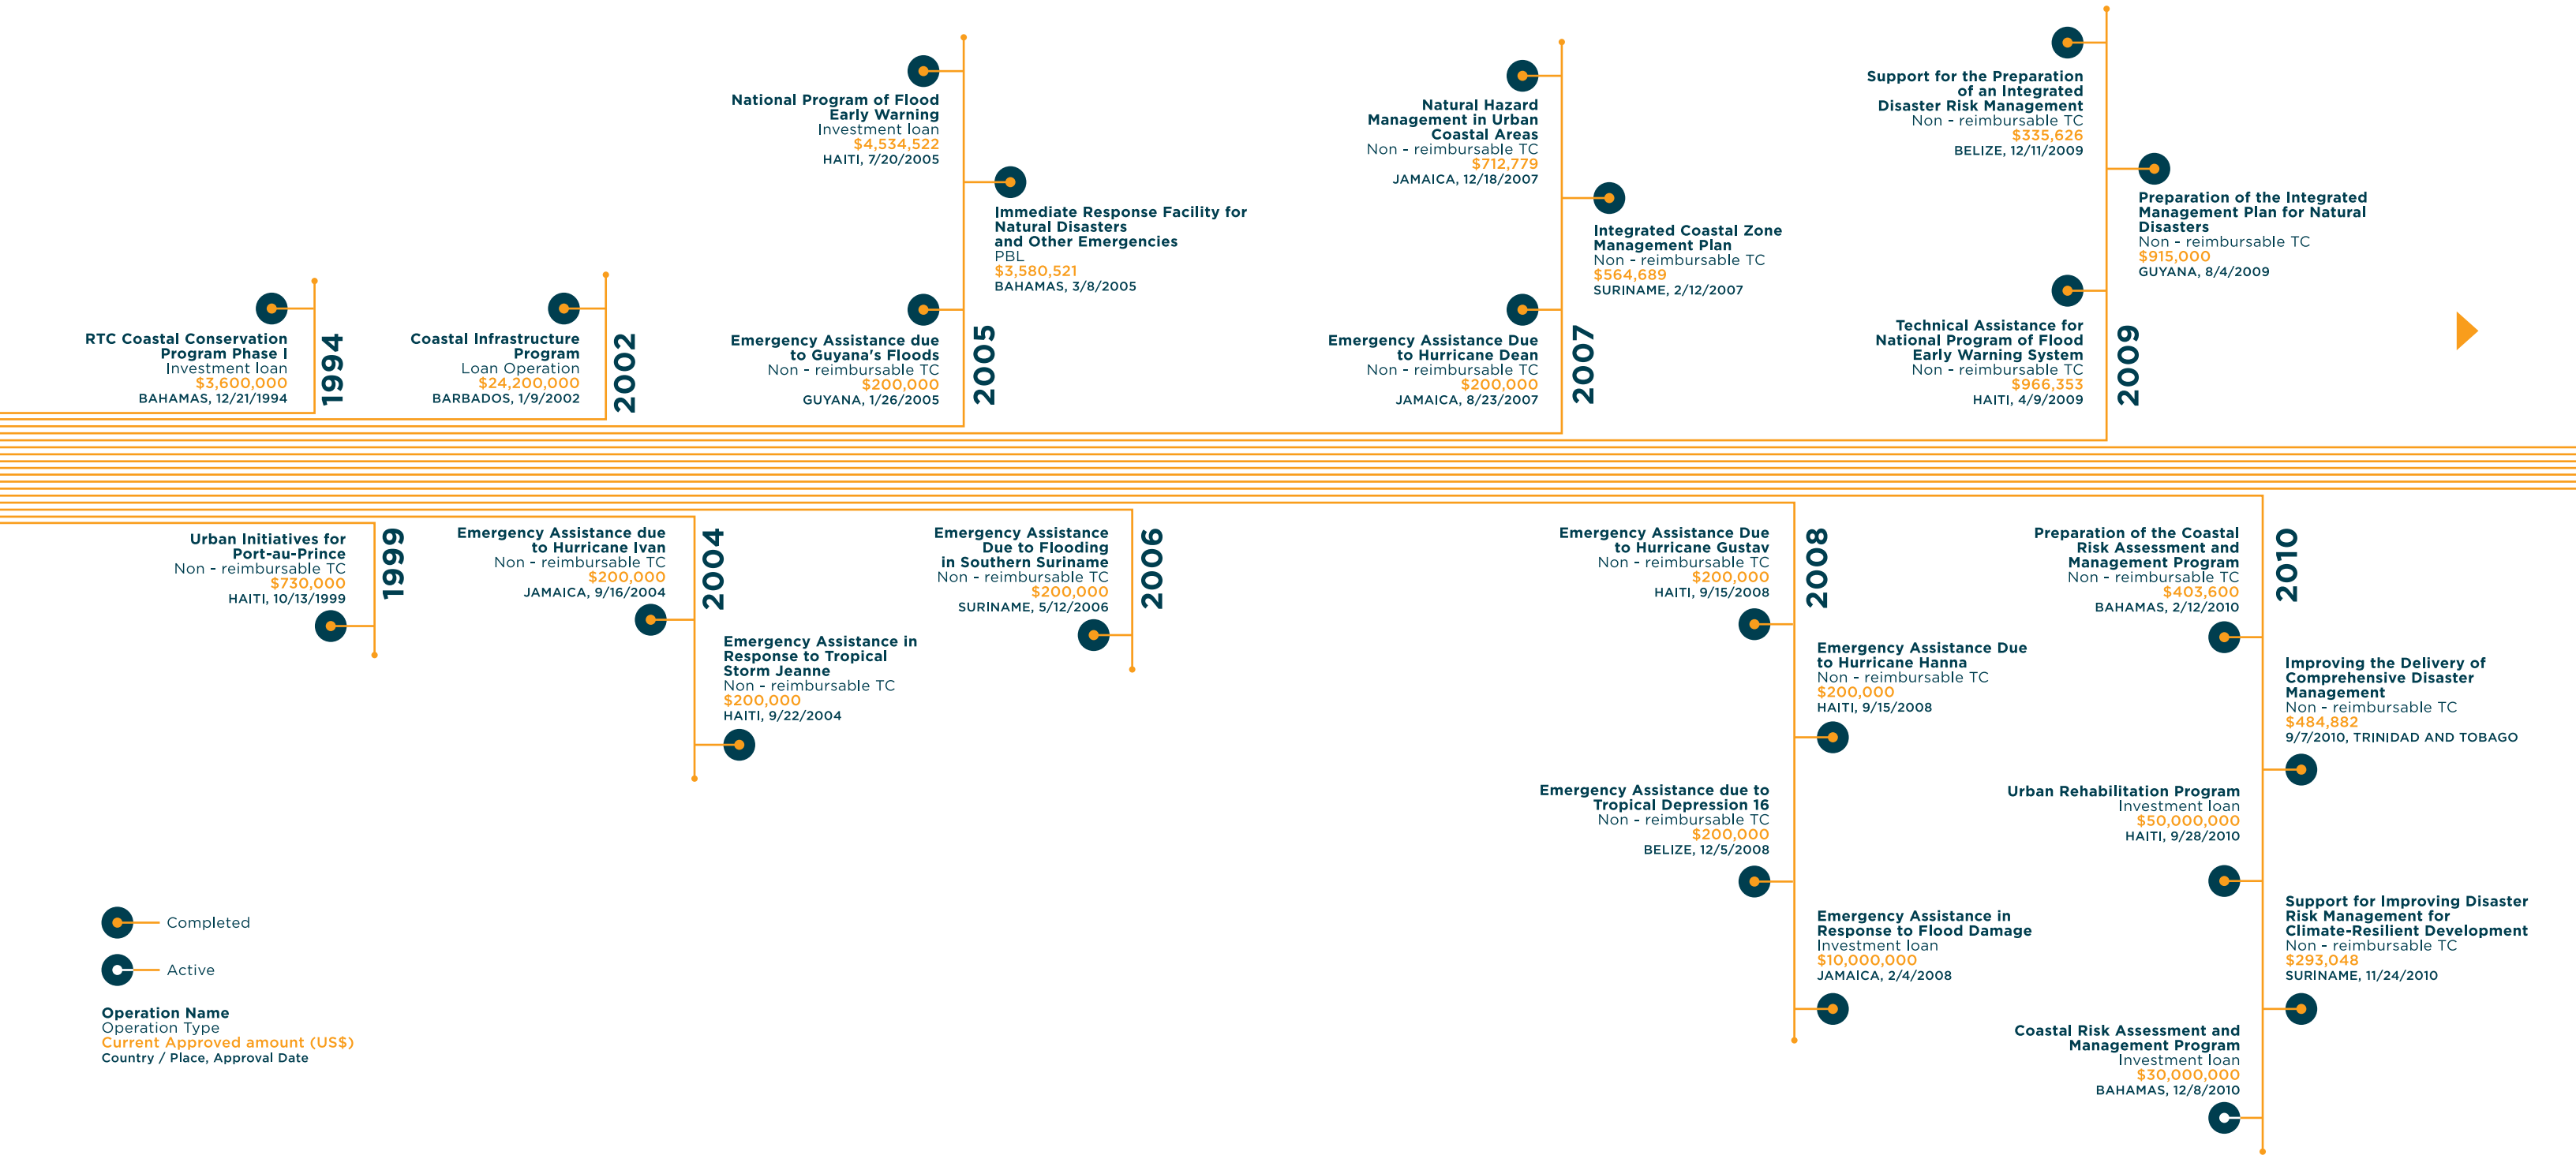 National Program of Flood
Early Warning
Investment loan
$4,534,522
HAITI, 7/20/2005
Immediate Response Facility for
Natural Disasters
and Other Emergencies
PBL
$3,580,521
BAHAMAS, 3/8/2005
Natural Hazard
Management in Urban
Coastal Areas
Non - reimbursable TC
$712,779
JAMAICA, 12/18/2007
Integrated Coastal Zone
Management Plan
Non - reimbursable TC
$564,689
SURINAME, 2/12/2007
Support for the Preparation
of an Integrated
Disaster Risk Management
Non - reimbursable TC
$335,626
BELIZE, 12/11/2009
Preparation of the Integrated
Management Plan for Natural
Disasters
Non - reimbursable TC
$915,000
GUYANA, 8/4/2009
RTC Coastal Conservation
Program Phase I
Investment loan
$3,600,000
BAHAMAS, 12/21/1994
1994
Coastal Infrastructure
Program
Loan Operation
$24,200,000
BARBADOS, 1/9/2002
2002
Emergency Assistance due
to Guyana's Floods
Non - reimbursable TC
$200,000
GUYANA, 1/26/2005
2005
Emergency Assistance Due
to Hurricane Dean
Non - reimbursable TC
$200,000
JAMAICA, 8/23/2007
2007
Technical Assistance for
National Program of Flood
Early Warning System
Non - reimbursable TC
$966,353
HAITI, 4/9/2009
2009
Urban Initiatives for
Port-au-Prince
Non - reimbursable TC
$730,000
HAITI, 10/13/1999
1999
Emergency Assistance due
to Hurricane Ivan
Non - reimbursable TC
$200,000
JAMAICA, 9/16/2004
2004
Emergency Assistance in
Response to Tropical
Storm Jeanne
Non - reimbursable TC
$200,000
HAITI, 9/22/2004
Emergency Assistance
Due to Flooding
in Southern Suriname
Non - reimbursable TC
$200,000
SURINAME, 5/12/2006
2006
Emergency Assistance Due
to Hurricane Gustav
Non - reimbursable TC
$200,000
HAITI, 9/15/2008
2008
Emergency Assistance Due
to Hurricane Hanna
Non - reimbursable TC
$200,000
HAITI, 9/15/2008
Emergency Assistance due to
Tropical Depression 16
Non - reimbursable TC
$200,000
BELIZE, 12/5/2008
Emergency Assistance in
Response to Flood Damage
Investment loan
$10,000,000
JAMAICA, 2/4/2008
Preparation of the Coastal
Risk Assessment and
Management Program
Non - reimbursable TC
$403,600
BAHAMAS, 2/12/2010
2010
Improving the Delivery of
Comprehensive Disaster
Management
Non - reimbursable TC
$484,882
9/7/2010, TRINIDAD AND TOBAGO
Urban Rehabilitation Program
Investment loan
$50,000,000
HAITI, 9/28/2010
Support for Improving Disaster
Risk Management for
Climate-Resilient Development
Non - reimbursable TC
$293,048
SURINAME, 11/24/2010
Coastal Risk Assessment and
Management Program
Investment loan
$30,000,000
BAHAMAS, 12/8/2010
Completed
Active
Operation Name
Operation Type
Current Approved amount (US$)
Country / Place, Approval Date